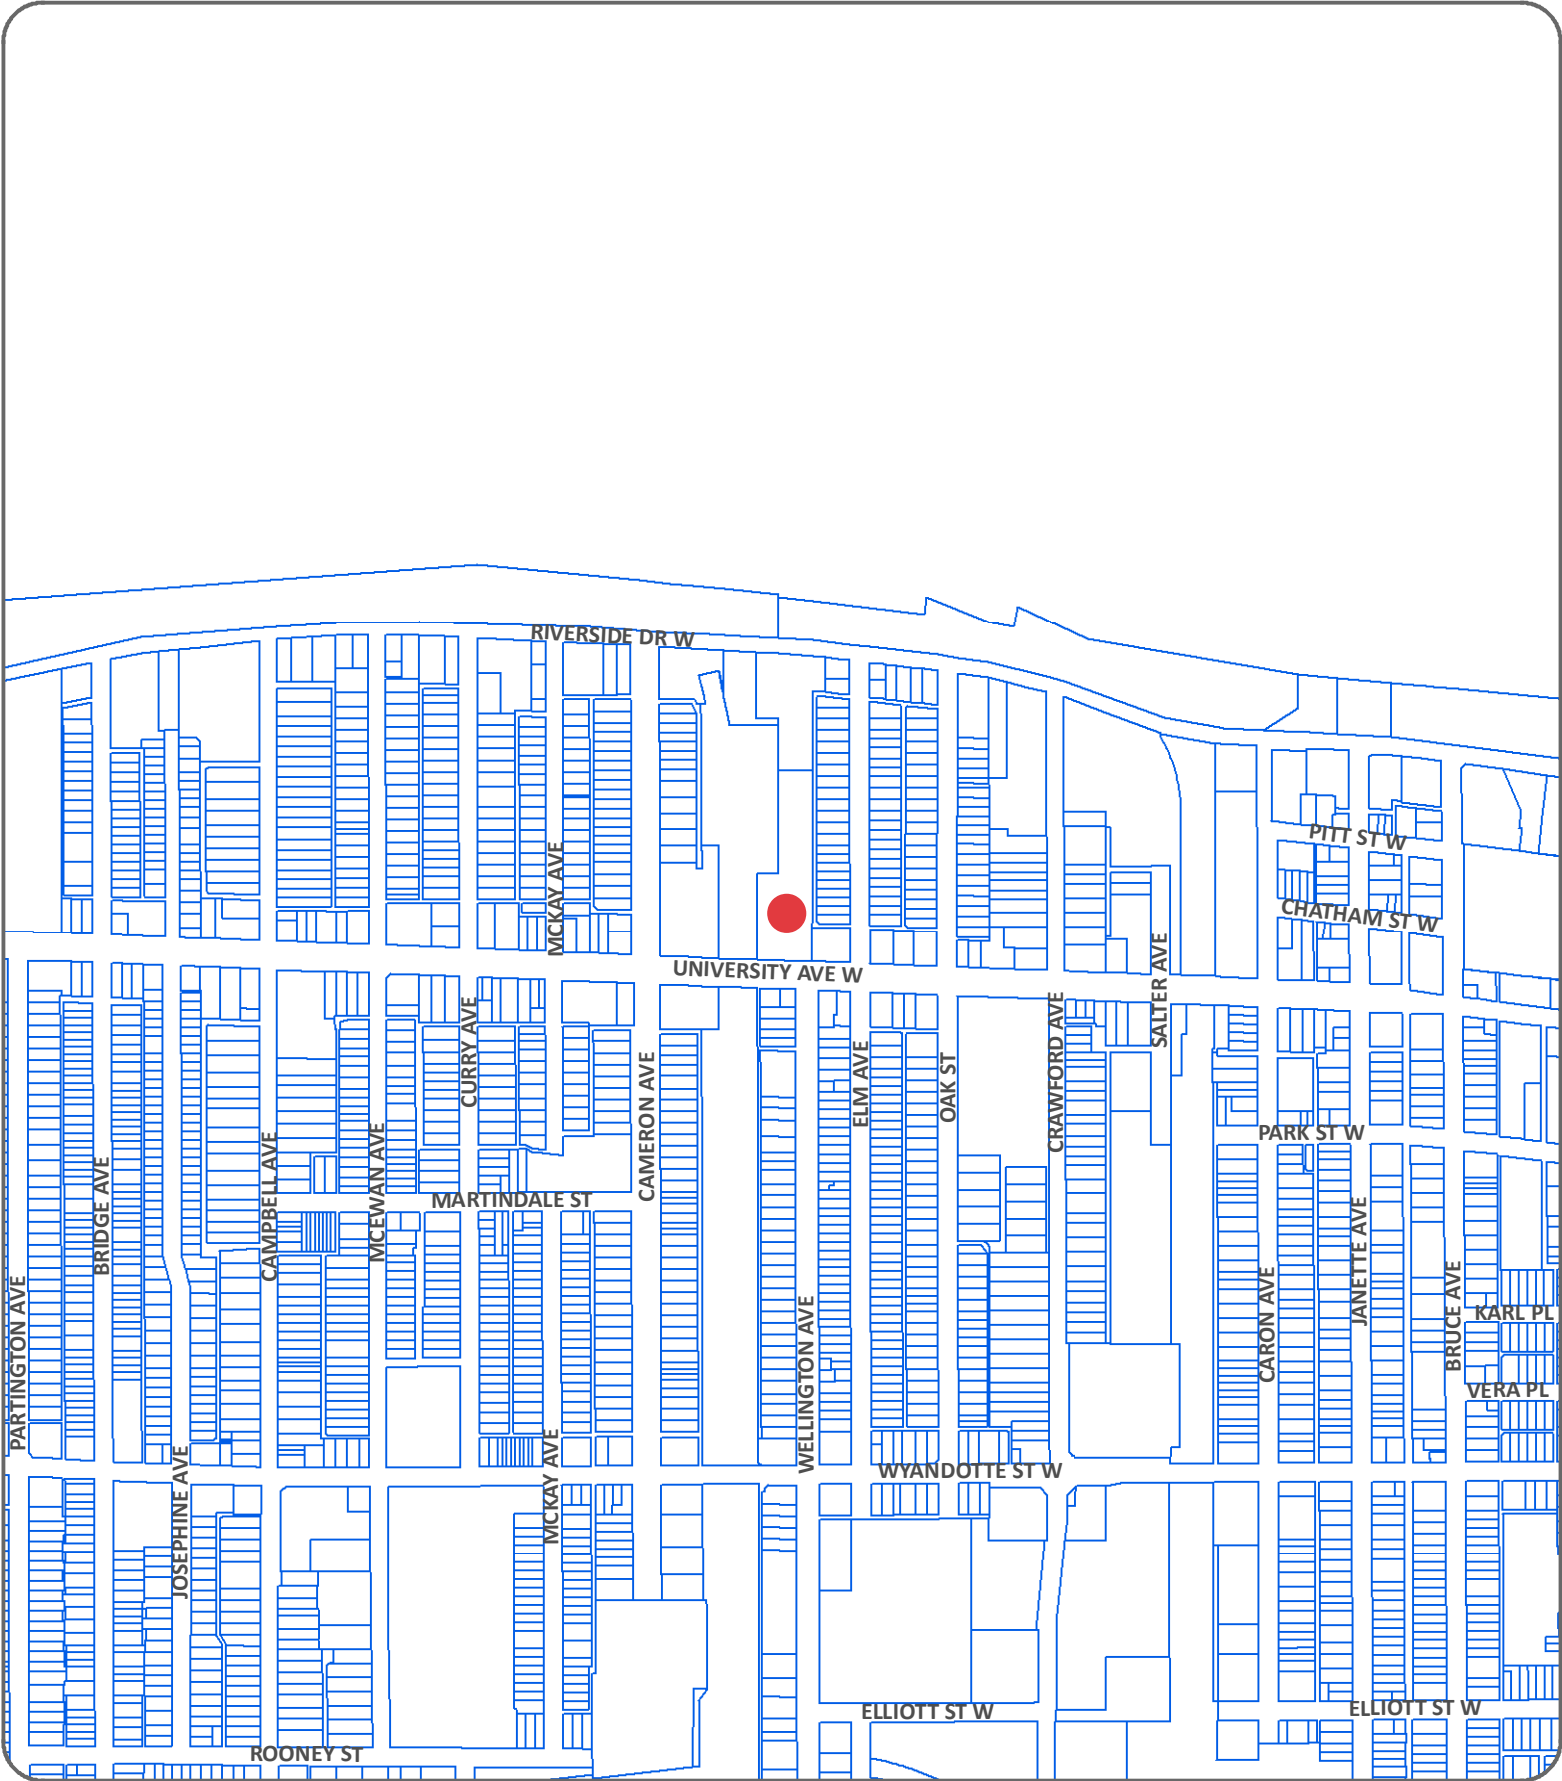 RIVERSIDE DR W
PITT ST W
CHATHAM ST W
MCKAY AVE
UNIVERSITY AVE W
SALTER AVE
CURRY AVE
CRAWFORD AVE
ELM AVE
OAK ST
CAMERON AVE
PARK ST W
CAMPBELL AVE
MCEWAN AVE
BRIDGE AVE
MARTINDALE ST
JANETTE AVE
PARTINGTON AVE
WELLINGTON AVE
CARON AVE
BRUCE AVE
KARL PL
VERA PL
JOSEPHINE AVE
MCKAY AVE
WYANDOTTE ST W
ELLIOTT ST W
ELLIOTT ST W
ROONEY ST